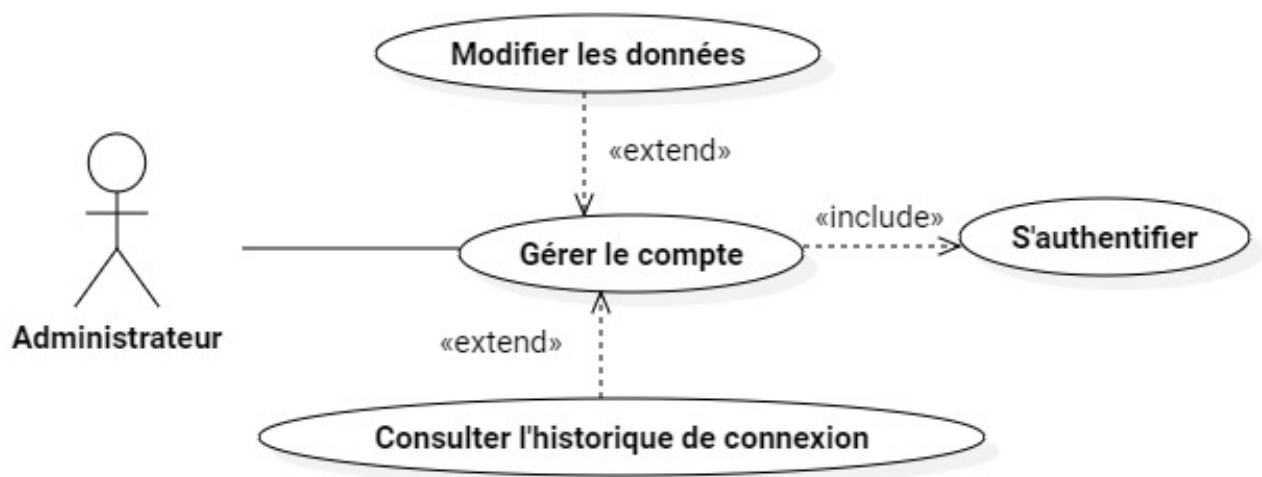 Modifier les données
«extend»
«include»
S'authentifier
Gérer le compte
Administrateur
«extend»
Consulter l'historique de connexion